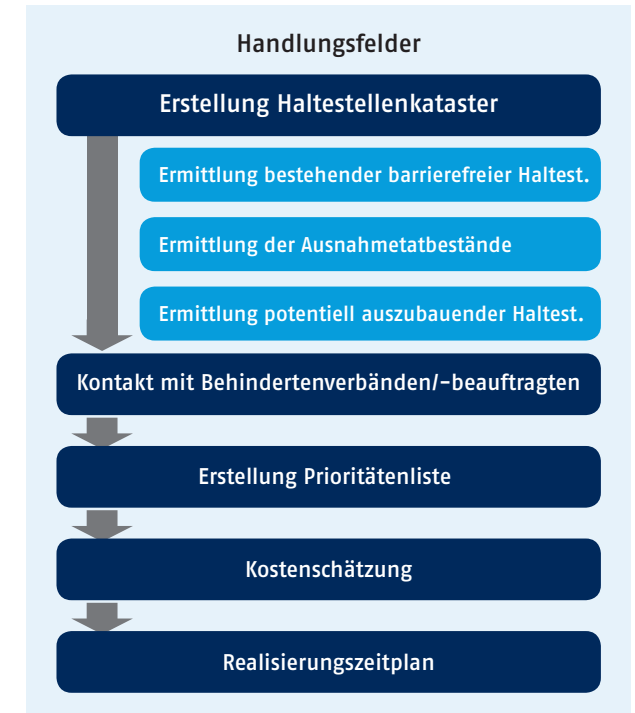 Handlungsfelder
Erstellung Haltestellenkataster
Ermittlung bestehender barrierefreier Haltest.
Ermittlung der Ausnahmetatbestände
Ermittlung potentiell auszubauender Haltest.
Kontakt mit Behindertenverbänden/-beauftragten
Erstellung Prioritätenliste
Kostenschätzung
Realisierungszeitplan